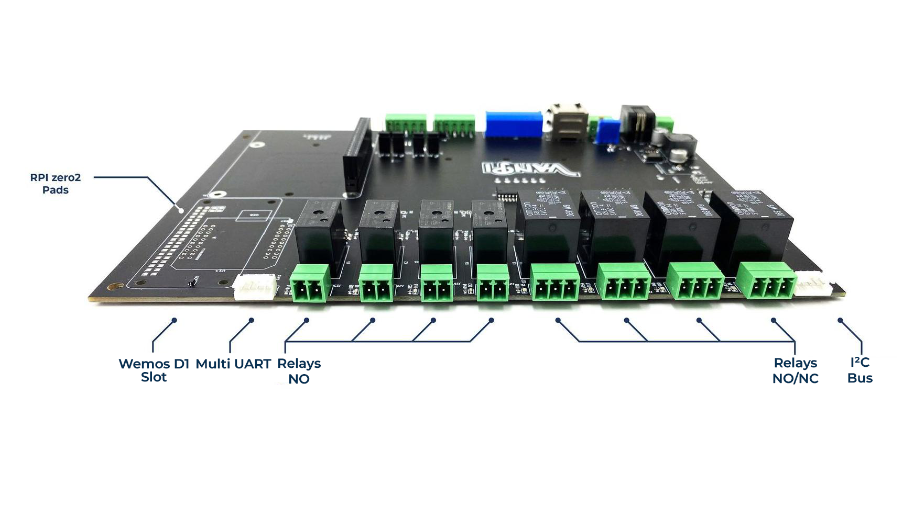 RPI zero2
Pads
Wemos D1
Slot
Multi UART
Relays
NO
Relays
NO/NC
I²C
Bus